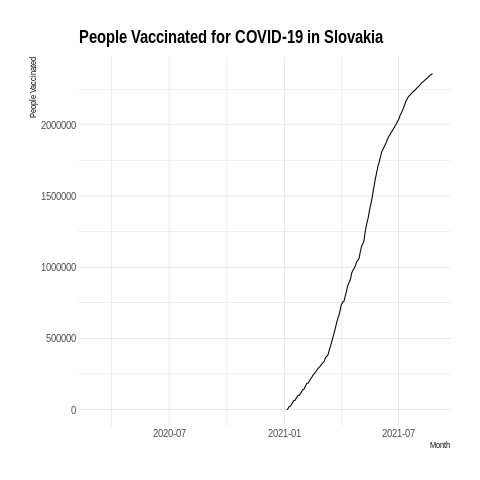 People Vaccinated for COVID-19 in Slovakia
People Vaccinated
2000000
1500000
1000000
500000
0
2020-07 2021-01 2021-07
Month